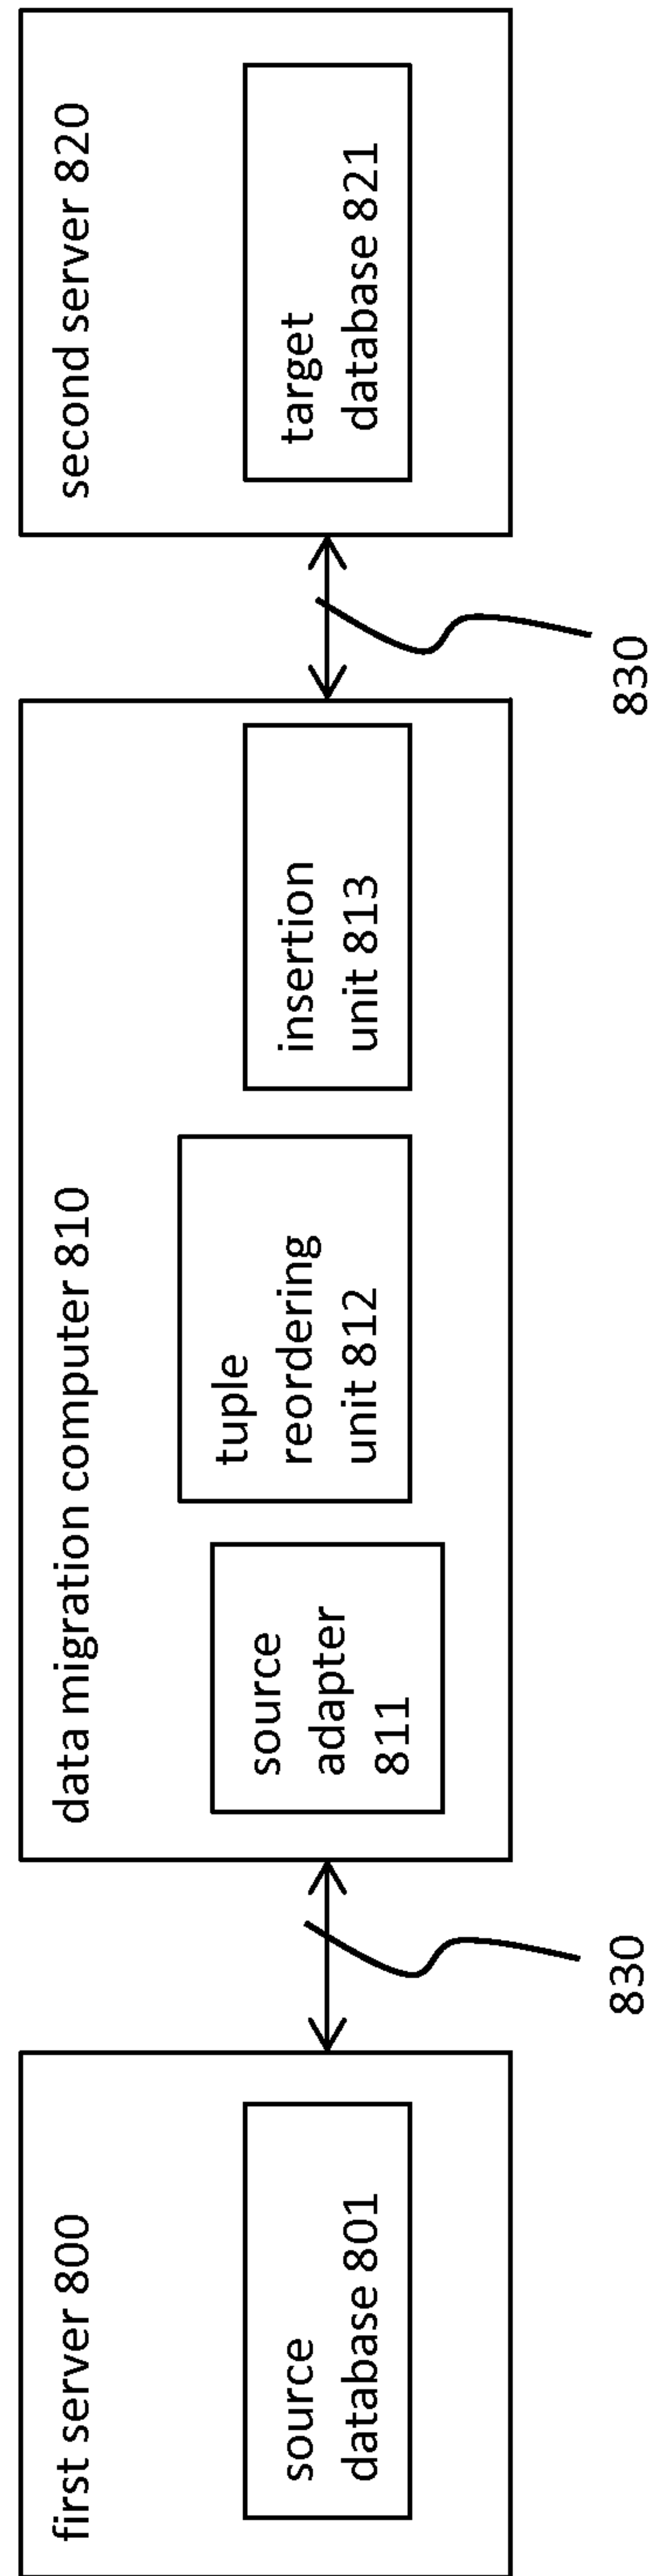 first server 800
source
database 801
830
data migration computer 810
source
adapter
811
tuple
reordering
unit 812
insertion
unit 813
830
second server 820
target
database 821